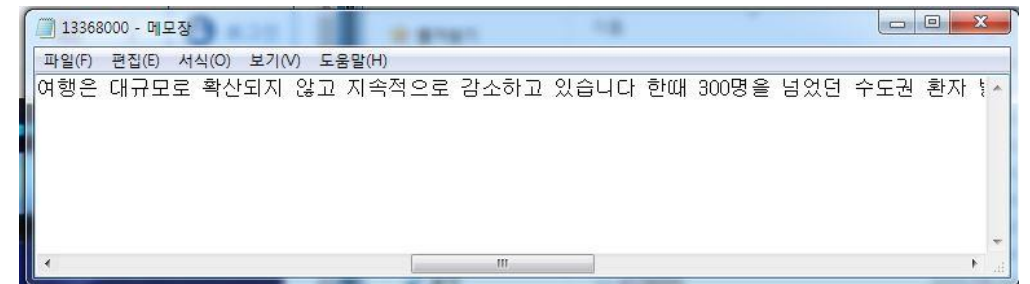 13368000 - 메모장
파일(F) 편집(E) 서식(O) 보기(V) 도움말(H)
여행은 대규모로 확산되지 않고 지속적으로 감소하고 있습니다 한때 300명을 넘었던 수도권 환자